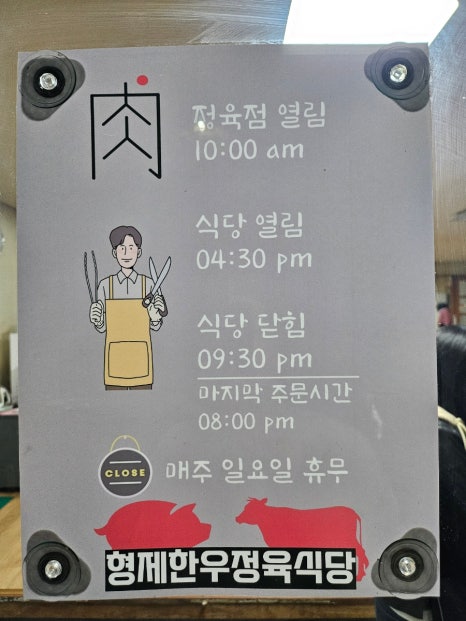 肉
정육점 열림
10:00 am
식당 열림
04:30 pm
식당 닫힘
09:30 pm
마지막 주문시간
08:00 pm
CLOSE
매주 일요일 휴무
형제한우정육식당